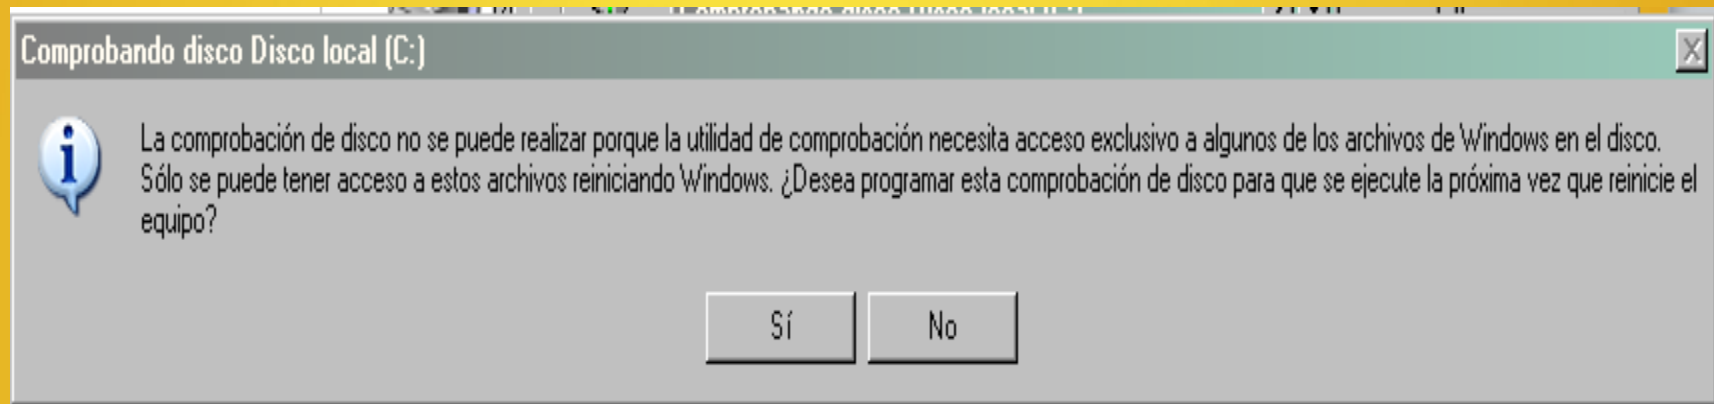 Comprobando disco Disco local (C:)
La comprobación de disco no se puede realizar porque la utilidad de comprobación necesita acceso exclusivo a algunos de los archivos de Windows en el disco.
Sólo se puede tener acceso a estos archivos reiniciando Windows. ¿Desea programar esta comprobación de disco para que se ejecute la próxima vez que reinicie el
equipo?
Sí No